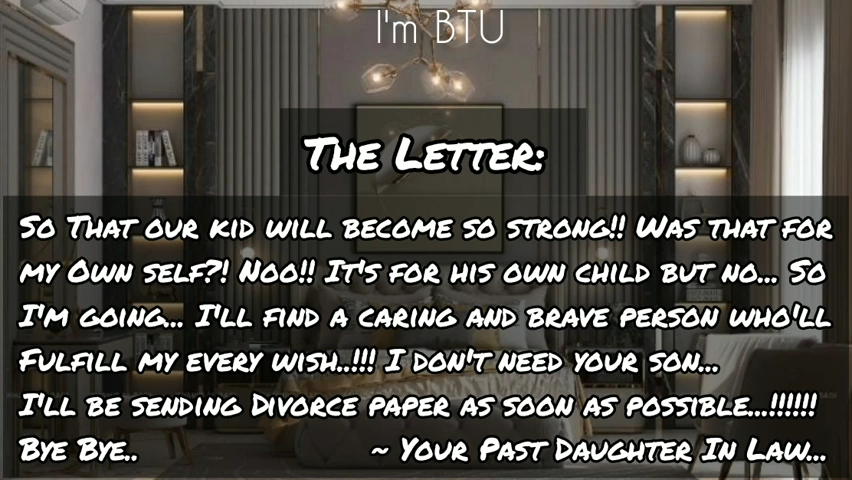 I'm BTU
The Letter:
So That our kid will become so strong!! Was that for
my Own self?! Noo!! It's for his own child but no... So
I'm going... I'll find a caring and brave person who'll
Fulfill my every wish..!!! I don't need your son...
I'll be sending Divorce paper as soon as possible...!!!!!!
Bye Bye.. ~ Your Past Daughter In Law...